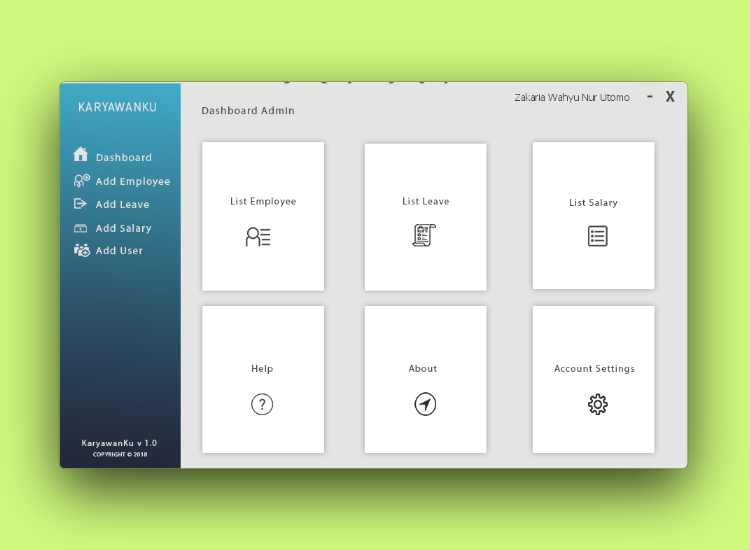 KARYAWANKU
Dashboard
Add Employee
Add Leave
Add Salary
Add User
KaryawanKu v 1.0
COPYRIGHT © 2018
Dashboard Admin
Zakaria Wahyu Nur Utomo - X
List Employee
List Leave
List Salary
Help
About
Account Settings